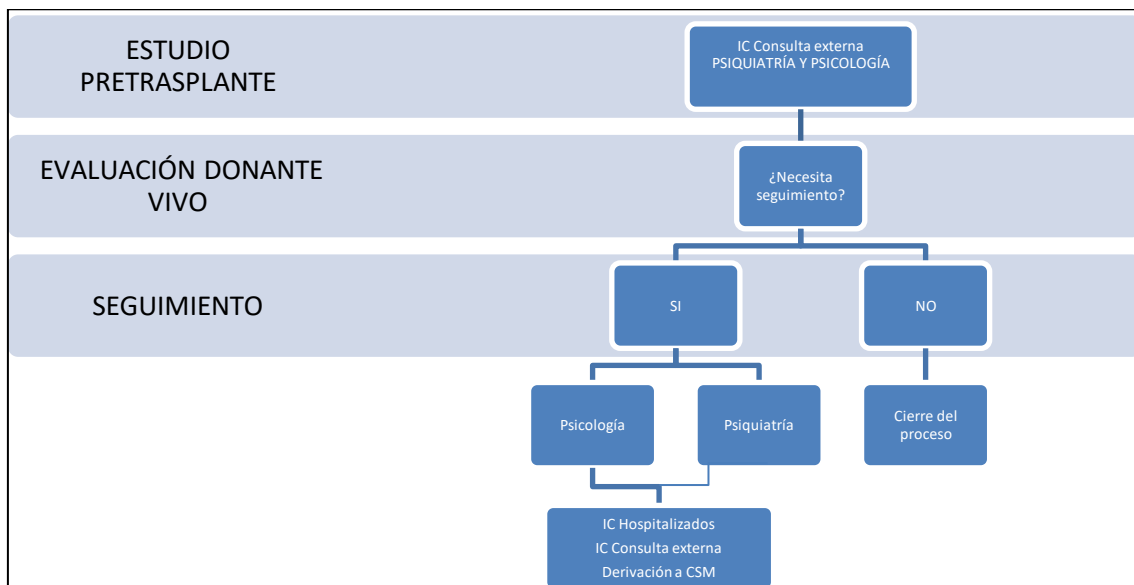 ESTUDIO
PRETRASPLANTE
IC Consulta externa
PSIQUIATRÍA Y PSICOLOGÍA
EVALUACIÓN DONANTE
VIVO
¿Necesita
seguimiento?
SEGUIMIENTO
SI
NO
Psicología
Psiquiatría
Cierre del
proceso
IC Hospitalizados
IC Consulta externa
Derivación a CSM